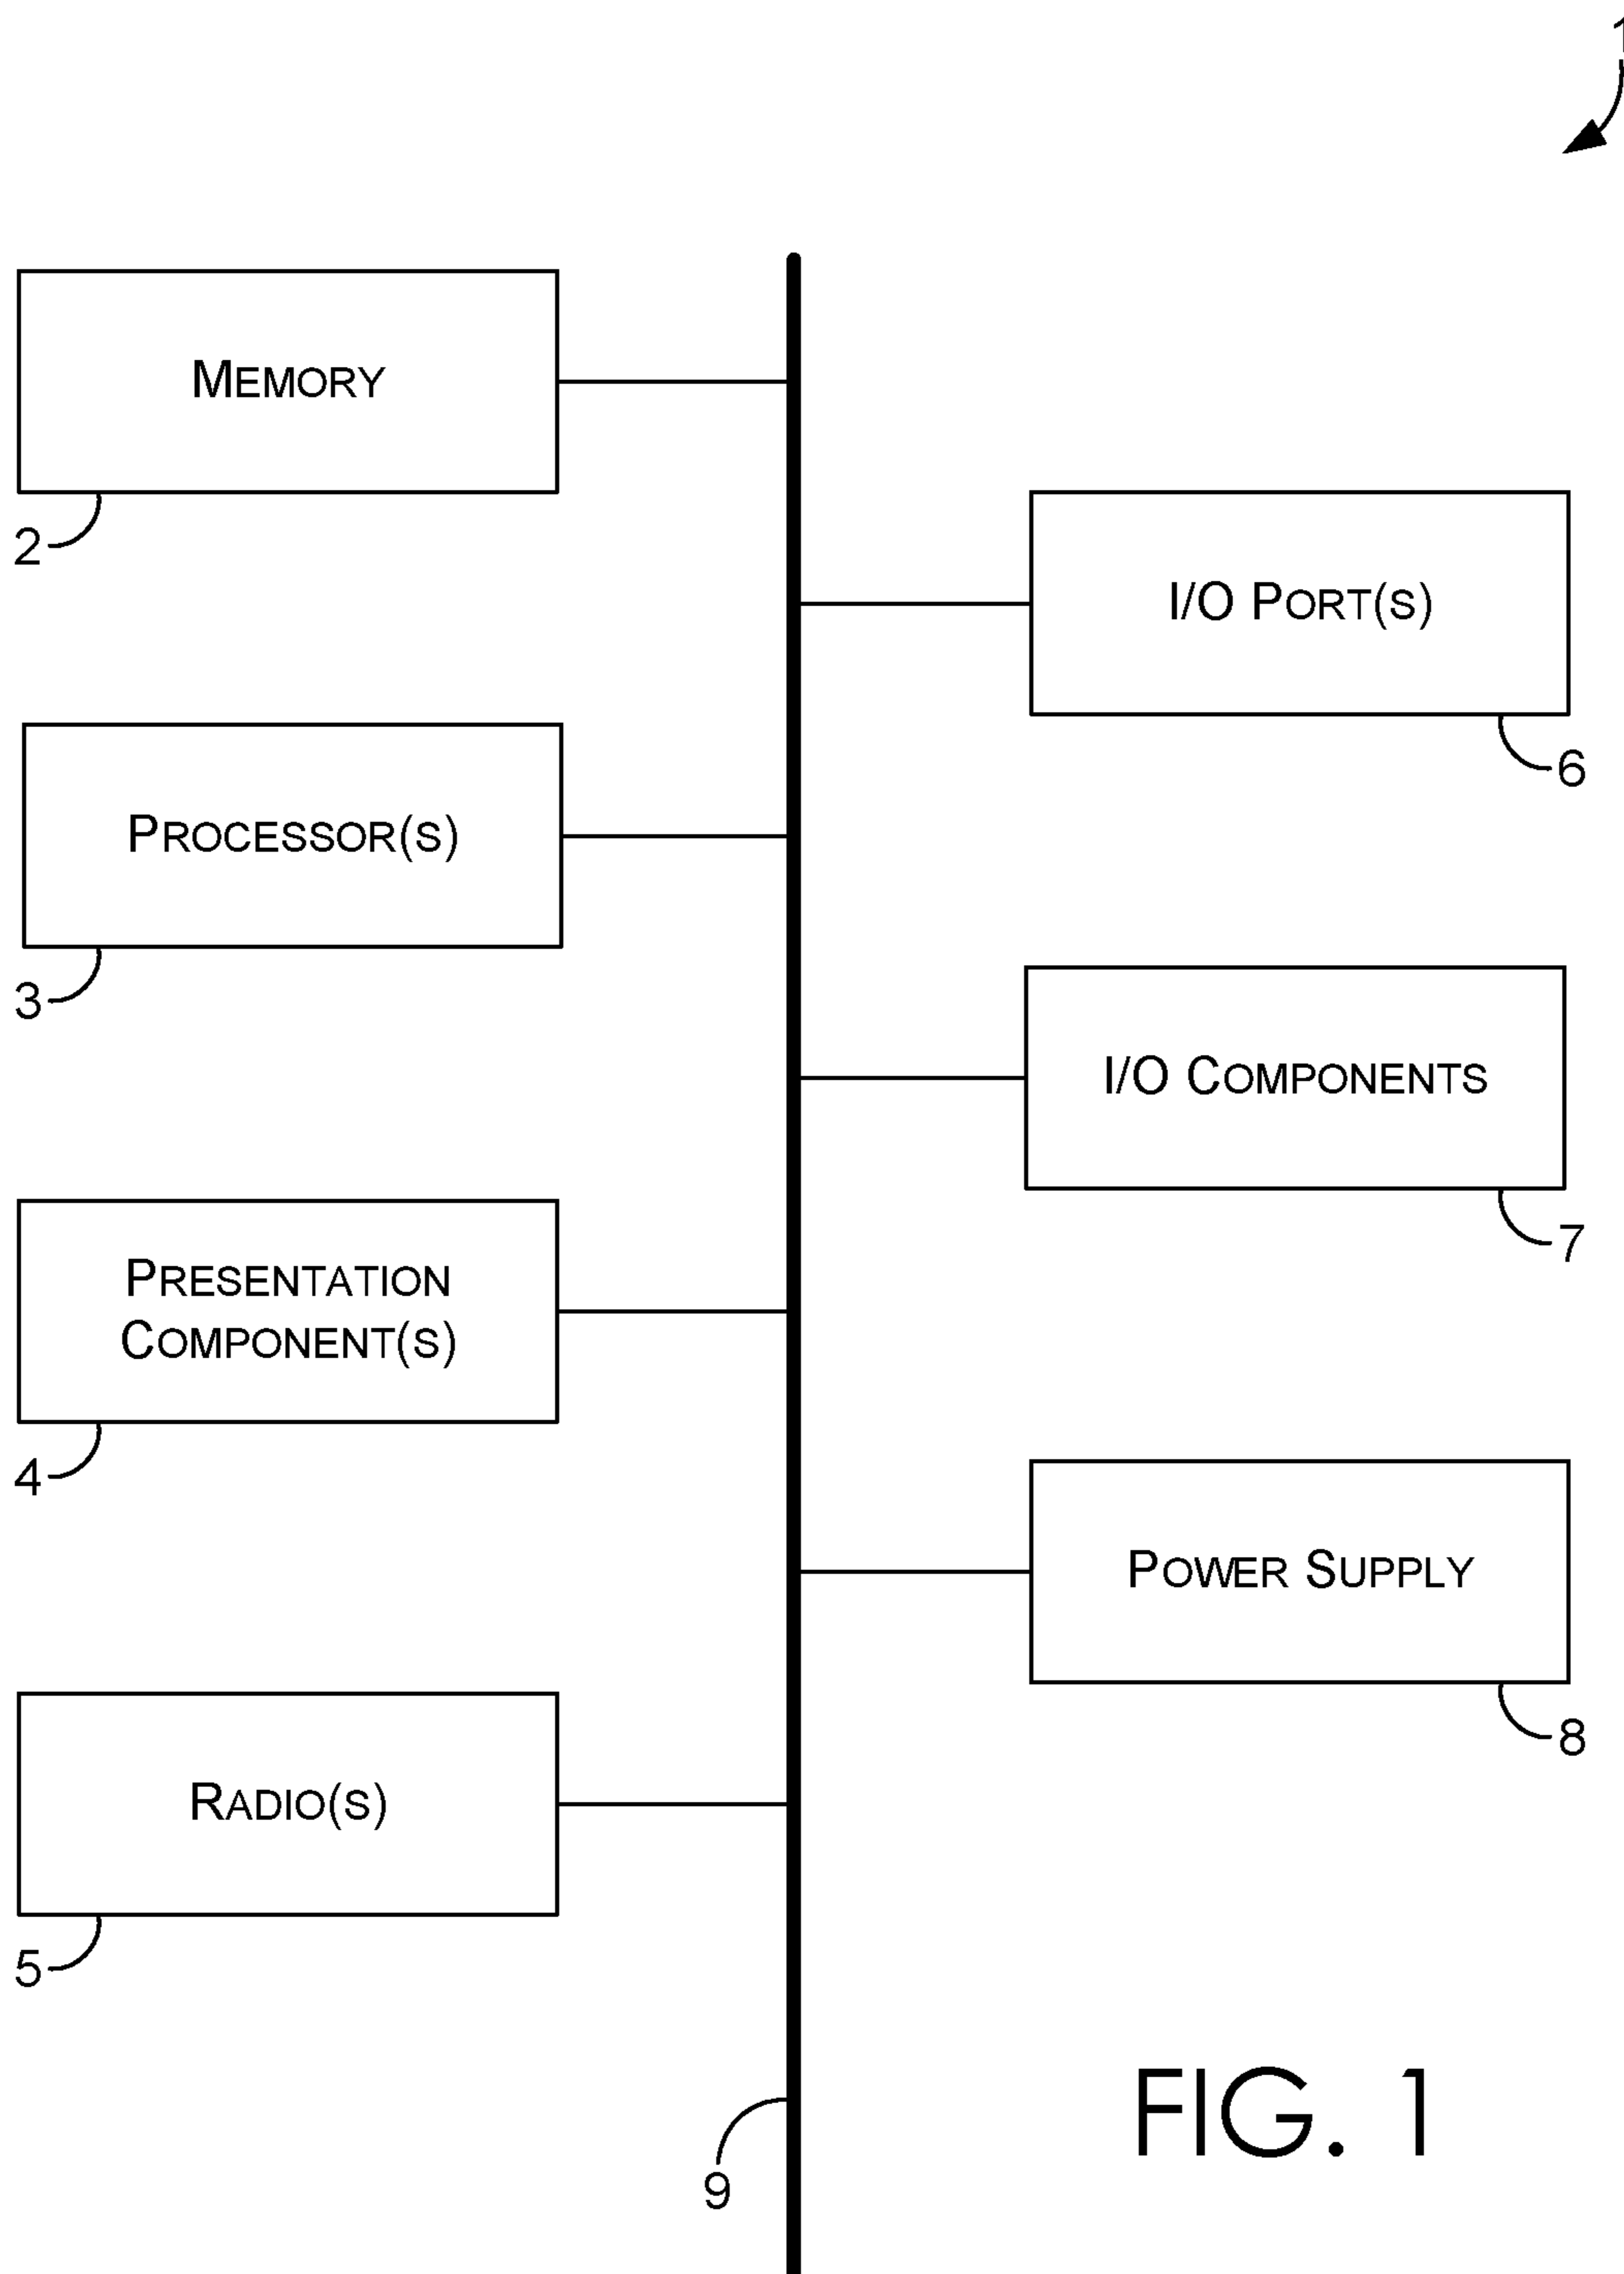 1
MEMORY
2
I/O PORT(S)
6
PROCESSOR(S)
3
I/O COMPONENTS
7
PRESENTATION
COMPONENT(S)
4
POWER SUPPLY
8
RADIO(S)
5
9
FIG. 1